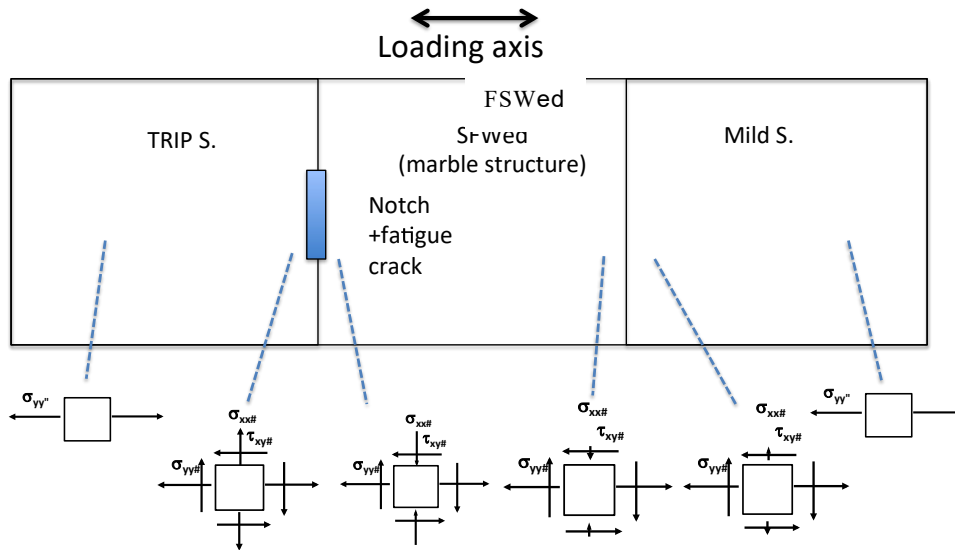 Loading axis
FSWed
SFWed
TRIP S.
(marble structure)
Mild S.
Notch
+fatigue
crack
σyy"
σxx#
τxy#
σyy#
σxx#
τxy#
σyy#
σxx#
τxy#
σyy#
σxx#
τxy#
σyy#
σyy"